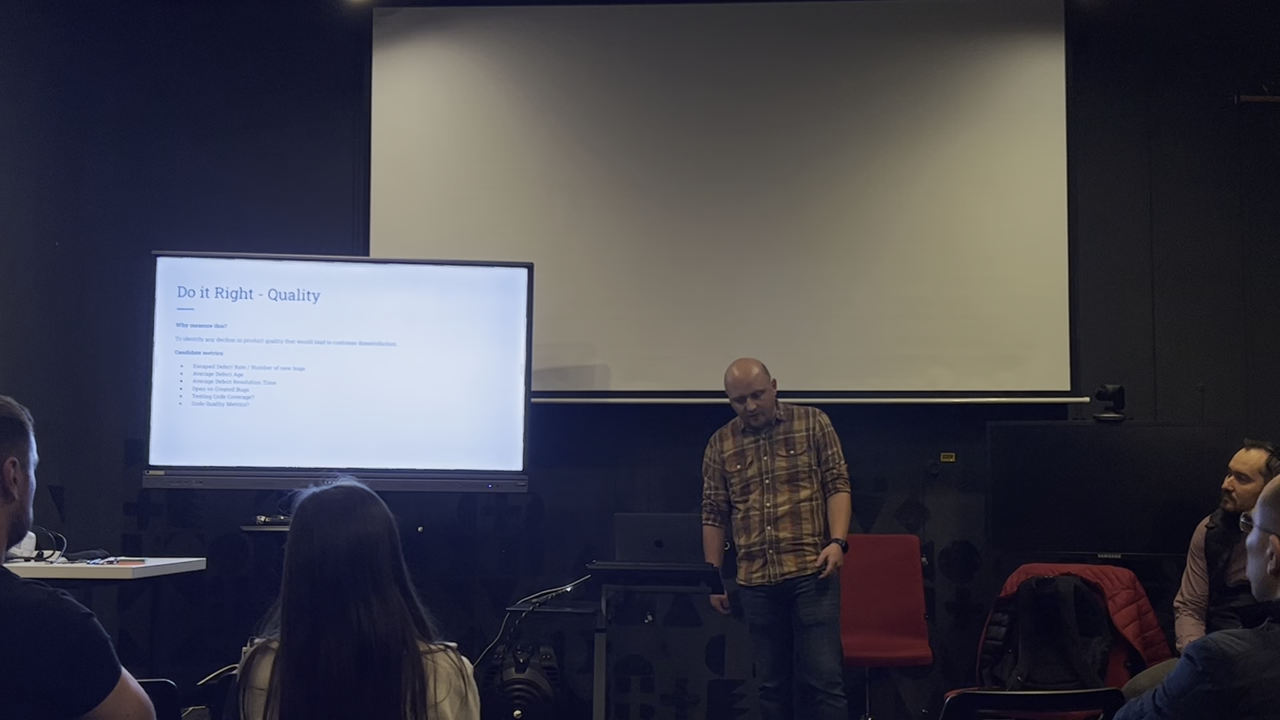 Do it Right - Quality
Why measure this?
To identify any decline in product quality that would lead to customer dissatisfaction.
Candidate metrics
Escaped Defect Rate / Number of new bugs
Average Defect Age
Average Defect Resolution Time
Open vs Created Bugs
Testing Code Coverage?
Code Quality Metrics?
SAMSUNG